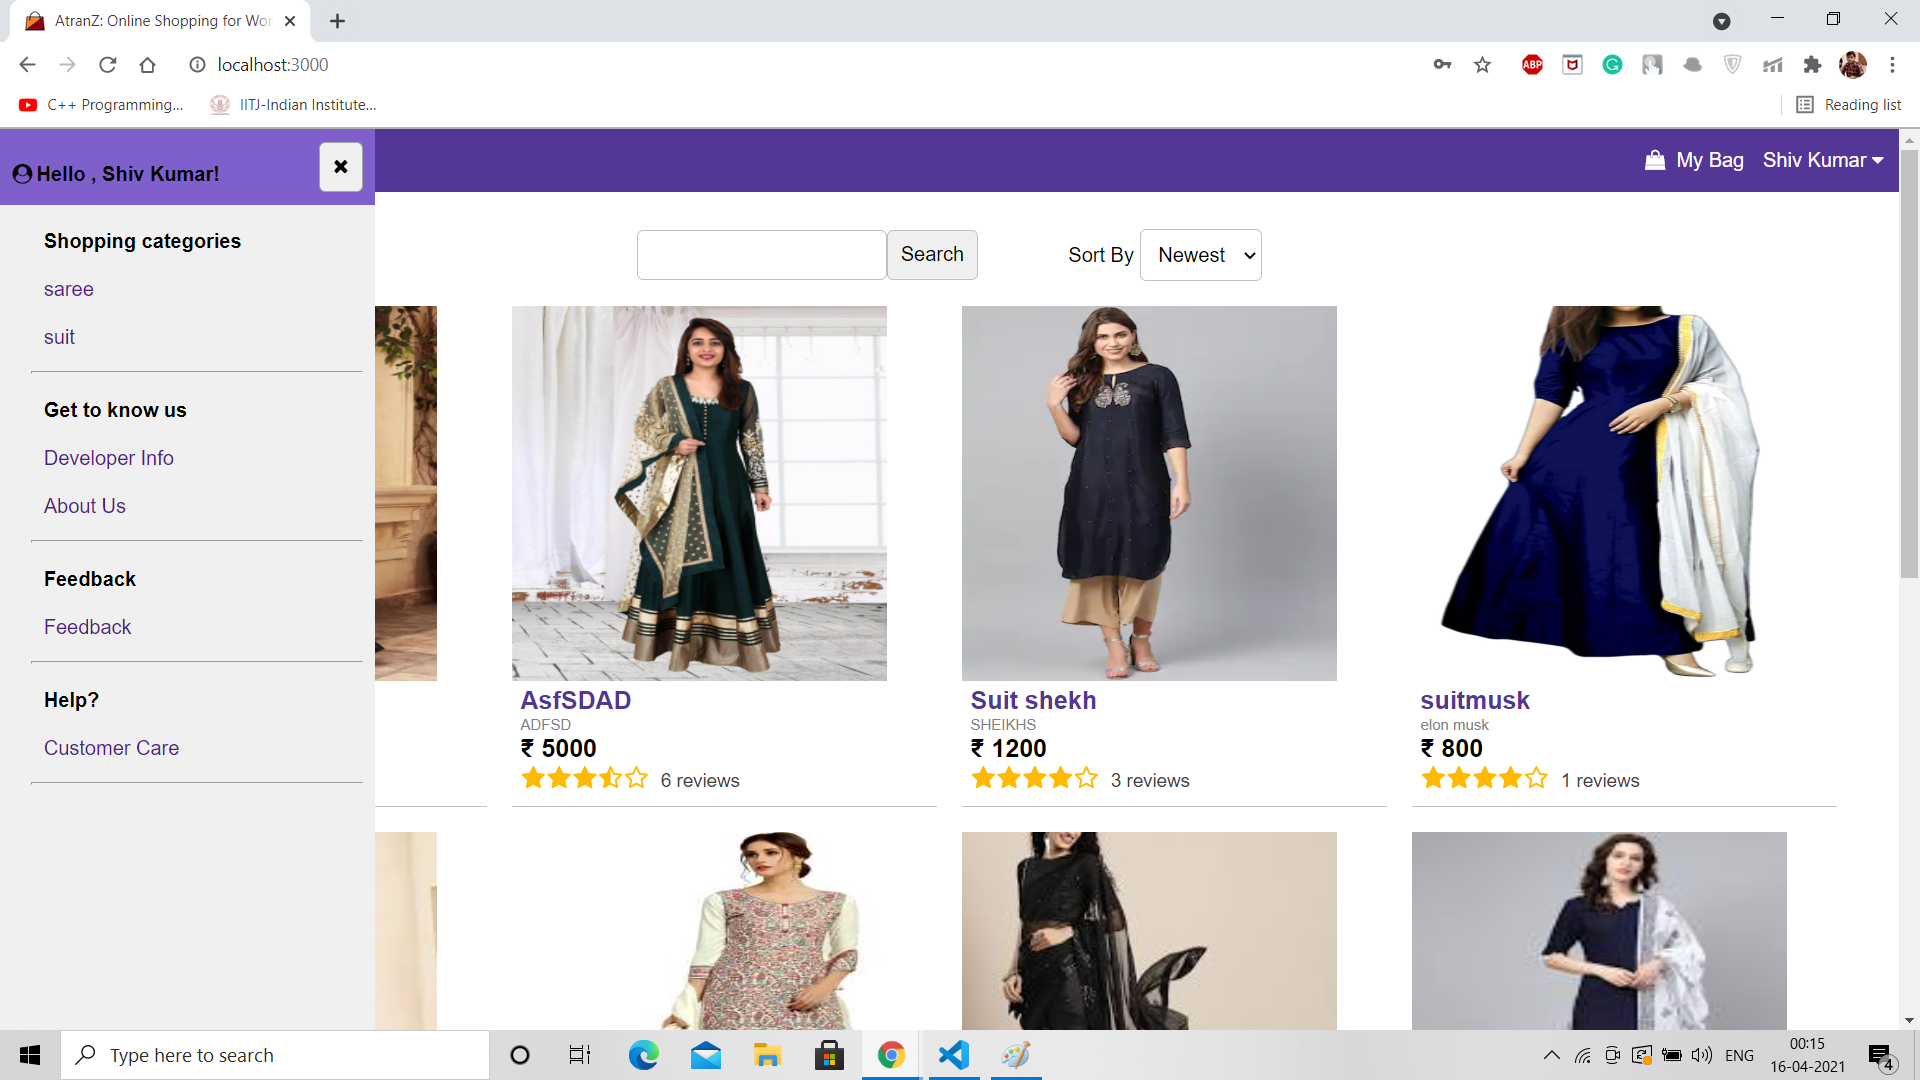 AtranZ: Online Shopping for Wor
localhost:3000
ABP
C++ Programming...
IITJ-Indian Institute...
Reading list
Hello , Shiv Kumar!
My Bag
Shiv Kumar
Shopping categories
saree
suit
Get to know us
Developer Info
About Us
Feedback
Feedback
Help?
Customer Care
Search
Sort By
Newest
AsfSDAD
ADFSD
₹ 5000
6 reviews
Suit shekh
SHEIKHS
₹ 1200
3 reviews
suitmusk
elon musk
₹ 800
1 reviews
Type here to search
ENG
00:15
16-04-2021
4